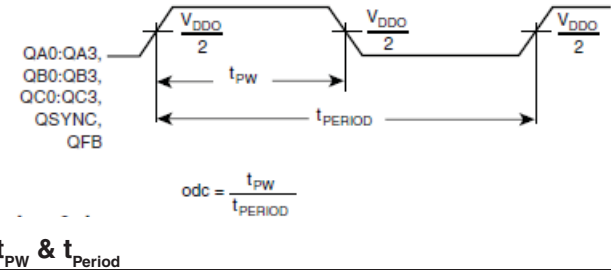 V_DDO/2 V_DDO/2 V_DDO/2
QA0:QA3,
QB0:QB3,
QC0:QC3,
QSYNC,
QFB
t_PW
t_PERIOD
odc = t_PW/t_PERIOD
t_PW & t_Period